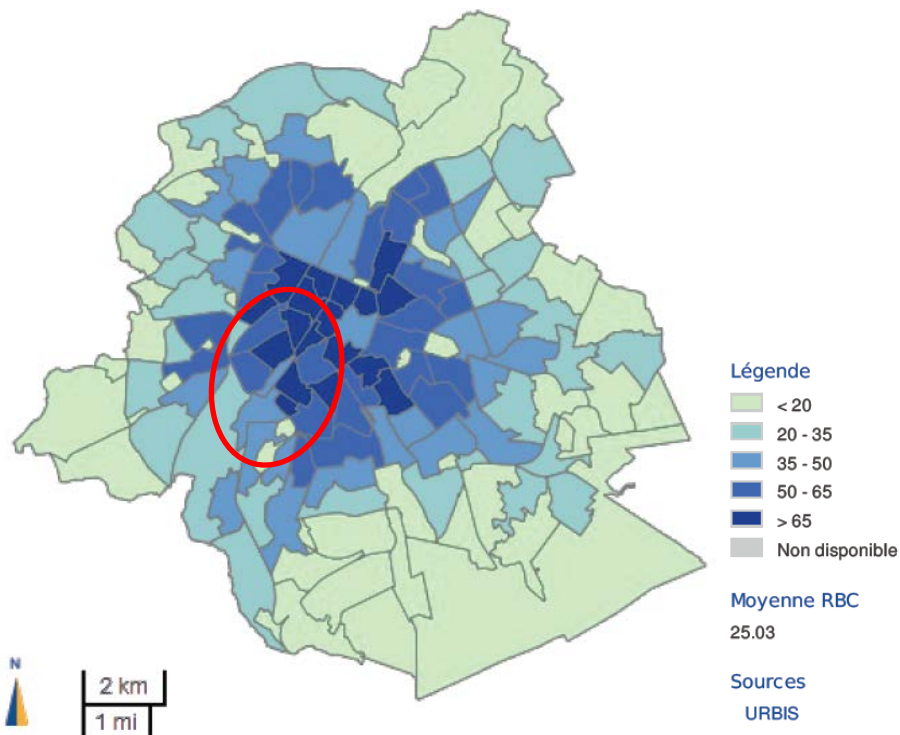 Légende
< 20
20 - 35
35 - 50
50 - 65
> 65
Non disponible
Moyenne RBC
25.03
Sources
URBIS
N
2 km
1 mi